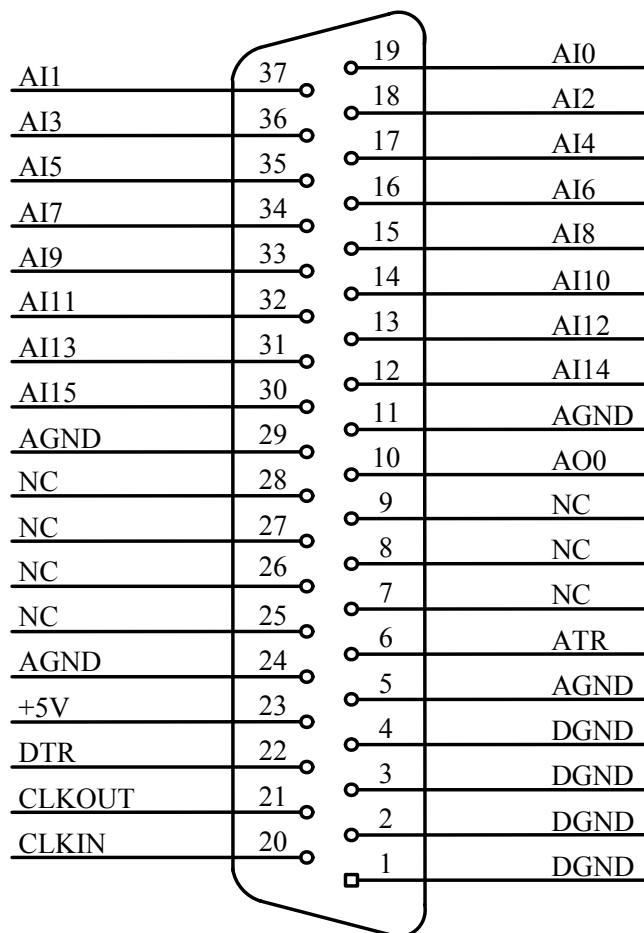 19 AI0
AI1 37
18 AI2
AI3 36
17 AI4
AI5 35
16 AI6
AI7 34
15 AI8
AI9 33
14 AI10
AI11 32
13 AI12
AI13 31
12 AI14
AI15 30
11 AGND
AGND 29
10 AO0
NC 28
9 NC
NC 27
8 NC
NC 26
7 NC
NC 25
6 ATR
AGND 24
5 AGND
+5V 23
4 DGND
DTR 22
3 DGND
CLKOUT 21
2 DGND
CLKIN 20
1 DGND